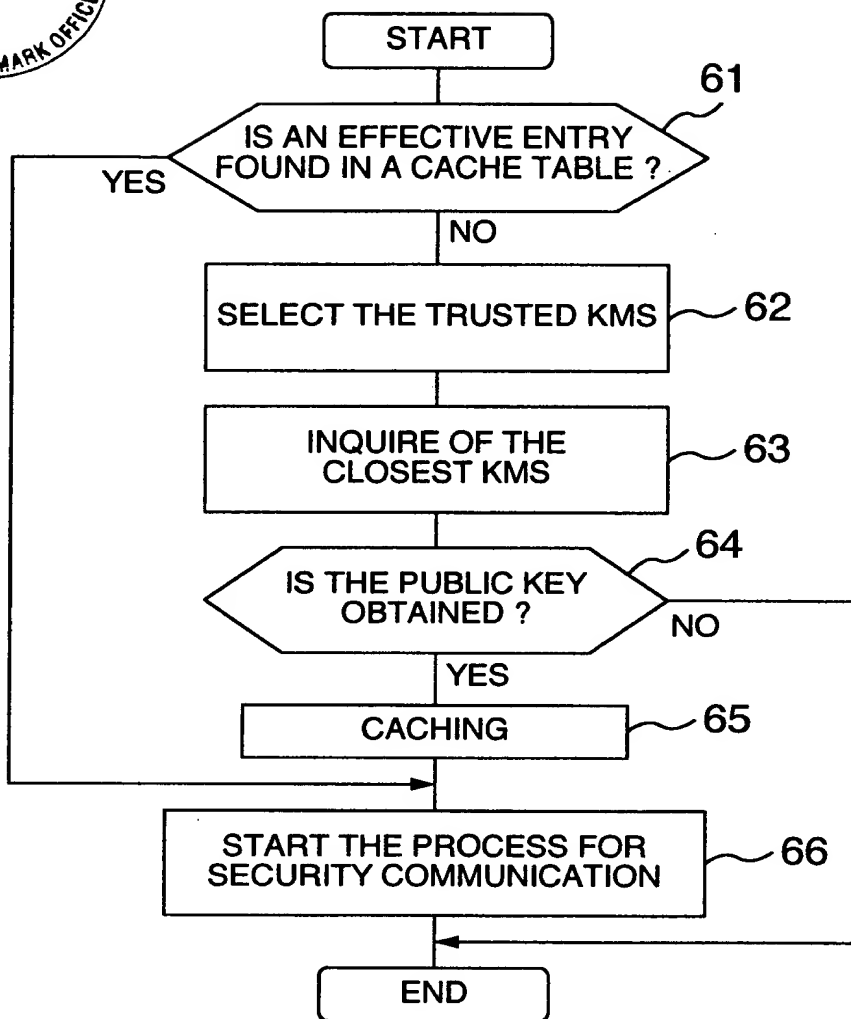 MARK OFFICE
START
61
IS AN EFFECTIVE ENTRY
FOUND IN A CACHE TABLE ?
YES
NO
SELECT THE TRUSTED KMS
62
INQUIRE OF THE
CLOSEST KMS
63
64
IS THE PUBLIC KEY
OBTAINED ?
NO
YES
CACHING
65
START THE PROCESS FOR
SECURITY COMMUNICATION
66
END